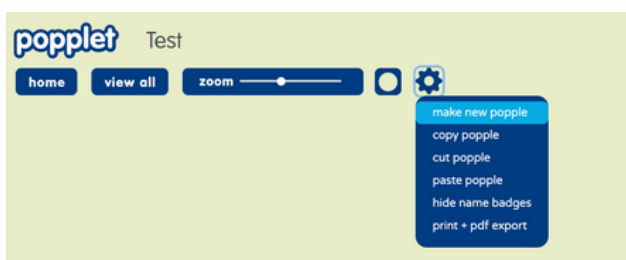 popplet Test
home view all zoom
make new popple
copy popple
cut popple
paste popple
hide name badges
print + pdf export